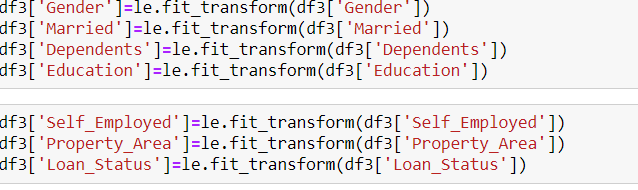 df3['Gender']=le.fit_transform(df3['Gender'])
df3['Married']=le.fit_transform(df3['Married'])
df3['Dependents']=le.fit_transform(df3['Dependents'])
df3['Education']=le.fit_transform(df3['Education'])
df3['Self_Employed']=le.fit_transform(df3['Self_Employed'])
df3['Property_Area']=le.fit_transform(df3['Property_Area'])
df3['Loan_Status']=le.fit_transform(df3['Loan_Status'])